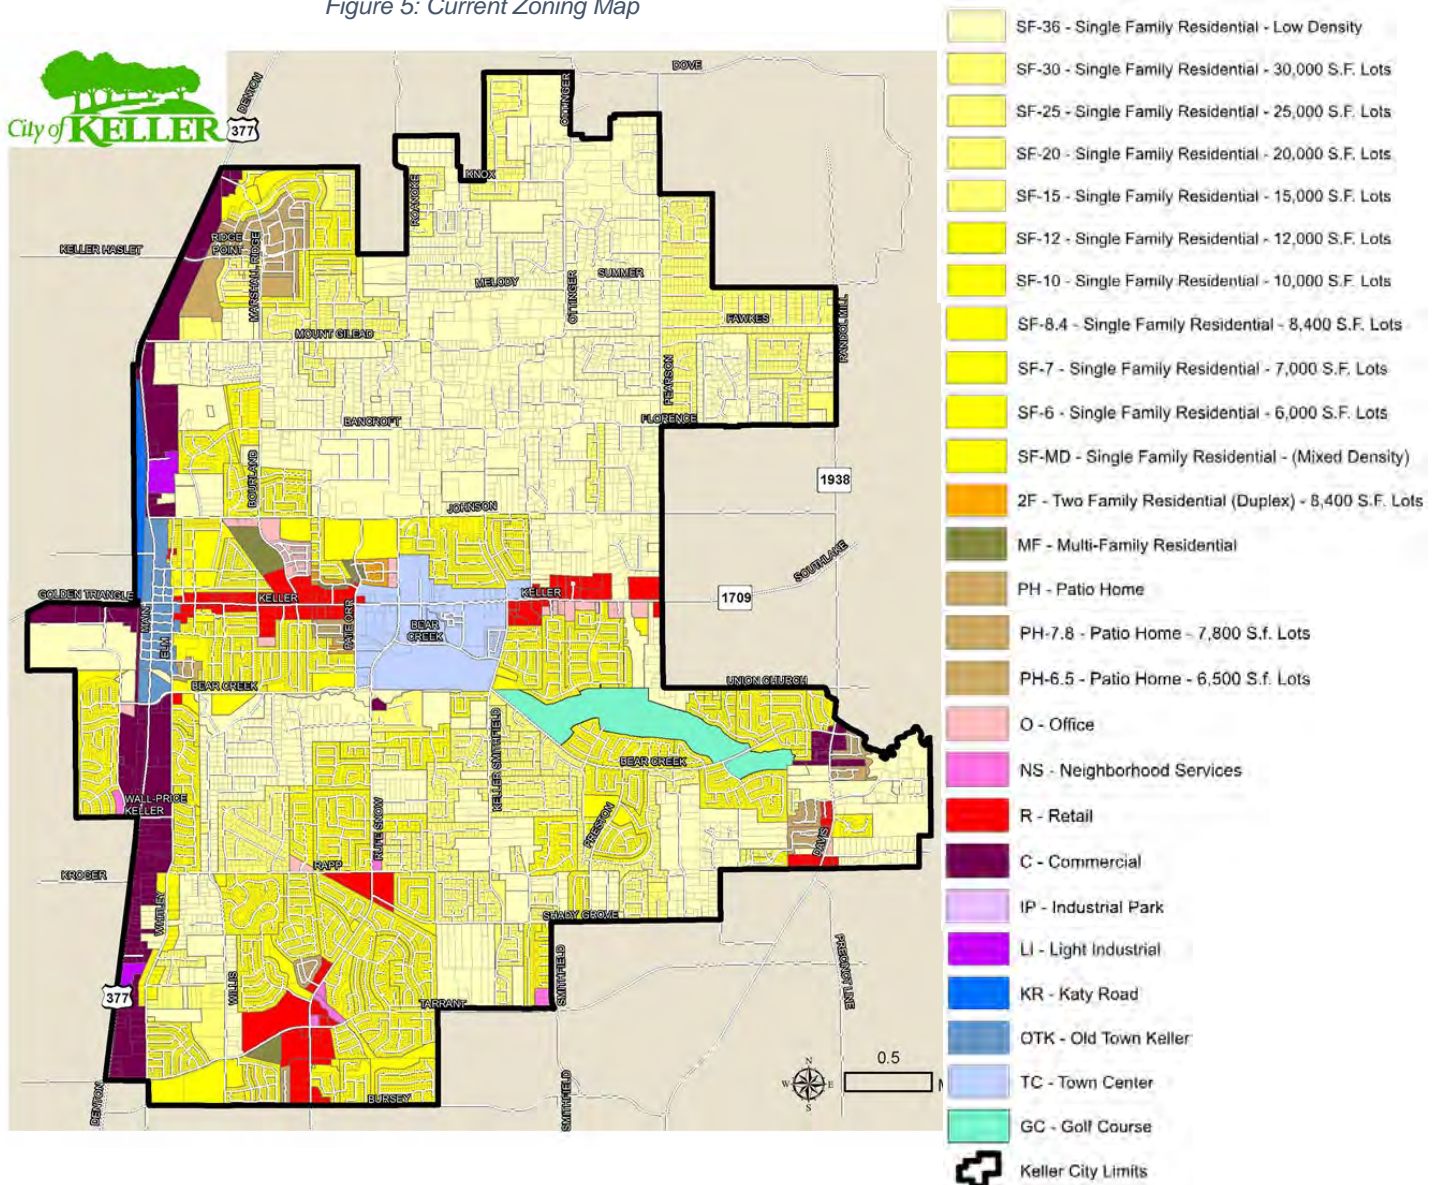 Figure 5: Current Zoning Map
City of KELLER
377
DENTON
DOVE
OTTINGER
KNOX
ROANOKE
KELLER HASLET
RIDGE
POINT
MARSHALL RIDGE
MELODY
SUMMER
OTTINGER
MOUNT GILEAD
FAWKES
RANDOL MILL
PEARSON
BANCROFT
FLORENCE
BOURLAND
JOHNSON
1938
SOUTHLAKE
GOLDEN TRIANGLE
KELLER
KELLER
1709
MAIN
ELM
PATE ORR
BEAR
CREEK
BEAR CREEK
UNION CHURCH
KELLER SMITHFIELD
BEAR CREEK
WALL-PRICE
KELLER
RUFE SNOW
PRESTON
DAVIS
KROGER
RAPP
WHITLEY
SHADY GROVE
WILLIS
SMITHFIELD
PRECINCT LINE
377
TARRANT
DENTON
BURSEY
SMITHFIELD
N
W E
S
0.5
SF-36 - Single Family Residential - Low Density
SF-30 - Single Family Residential - 30,000 S.F. Lots
SF-25 - Single Family Residential - 25,000 S.F. Lots
SF-20 - Single Family Residential - 20,000 S.F. Lots
SF-15 - Single Family Residential - 15,000 S.F. Lots
SF-12 - Single Family Residential - 12,000 S.F. Lots
SF-10 - Single Family Residential - 10,000 S.F. Lots
SF-8.4 - Single Family Residential - 8,400 S.F. Lots
SF-7 - Single Family Residential - 7,000 S.F. Lots
SF-6 - Single Family Residential - 6,000 S.F. Lots
SF-MD - Single Family Residential - (Mixed Density)
2F - Two Family Residential (Duplex) - 8,400 S.F. Lots
MF - Multi-Family Residential
PH - Patio Home
PH-7.8 - Patio Home - 7,800 S.f. Lots
PH-6.5 - Patio Home - 6,500 S.f. Lots
O - Office
NS - Neighborhood Services
R - Retail
C - Commercial
IP - Industrial Park
LI - Light Industrial
KR - Katy Road
OTK - Old Town Keller
TC - Town Center
GC - Golf Course
Keller City Limits